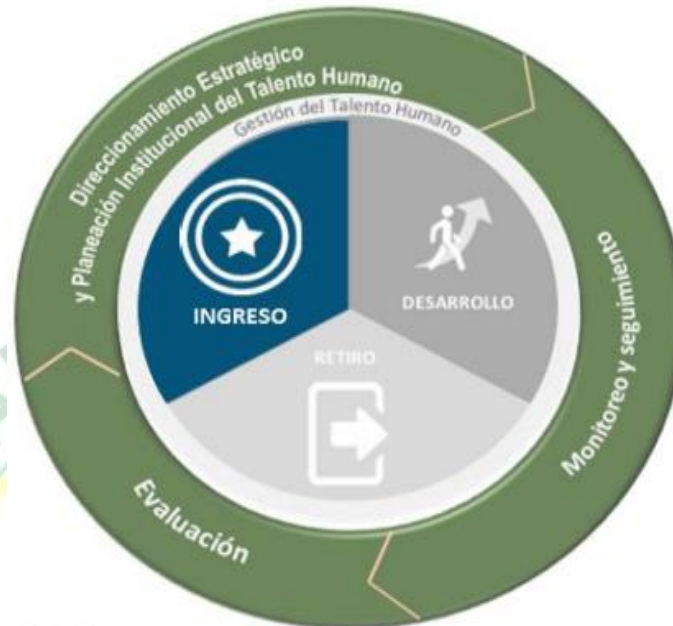 Direccionamiento Estratégico
y Planeación Institucional del Talento Humano
Gestión del Talento Humano
INGRESO
DESARROLLO
RETIRO
Monitoreo y seguimiento
Evaluación